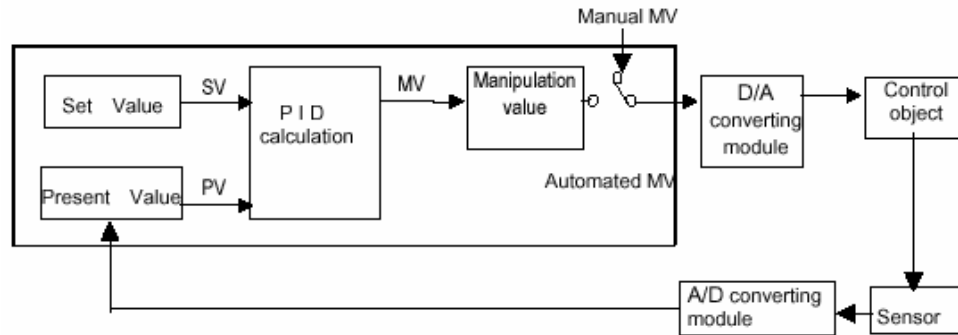 Manual MV
Set Value
SV
P I D
calculation
MV
Manipulation
value
D/A
converting
module
Control
object
Present Value
PV
Automated MV
A/D converting
module
Sensor